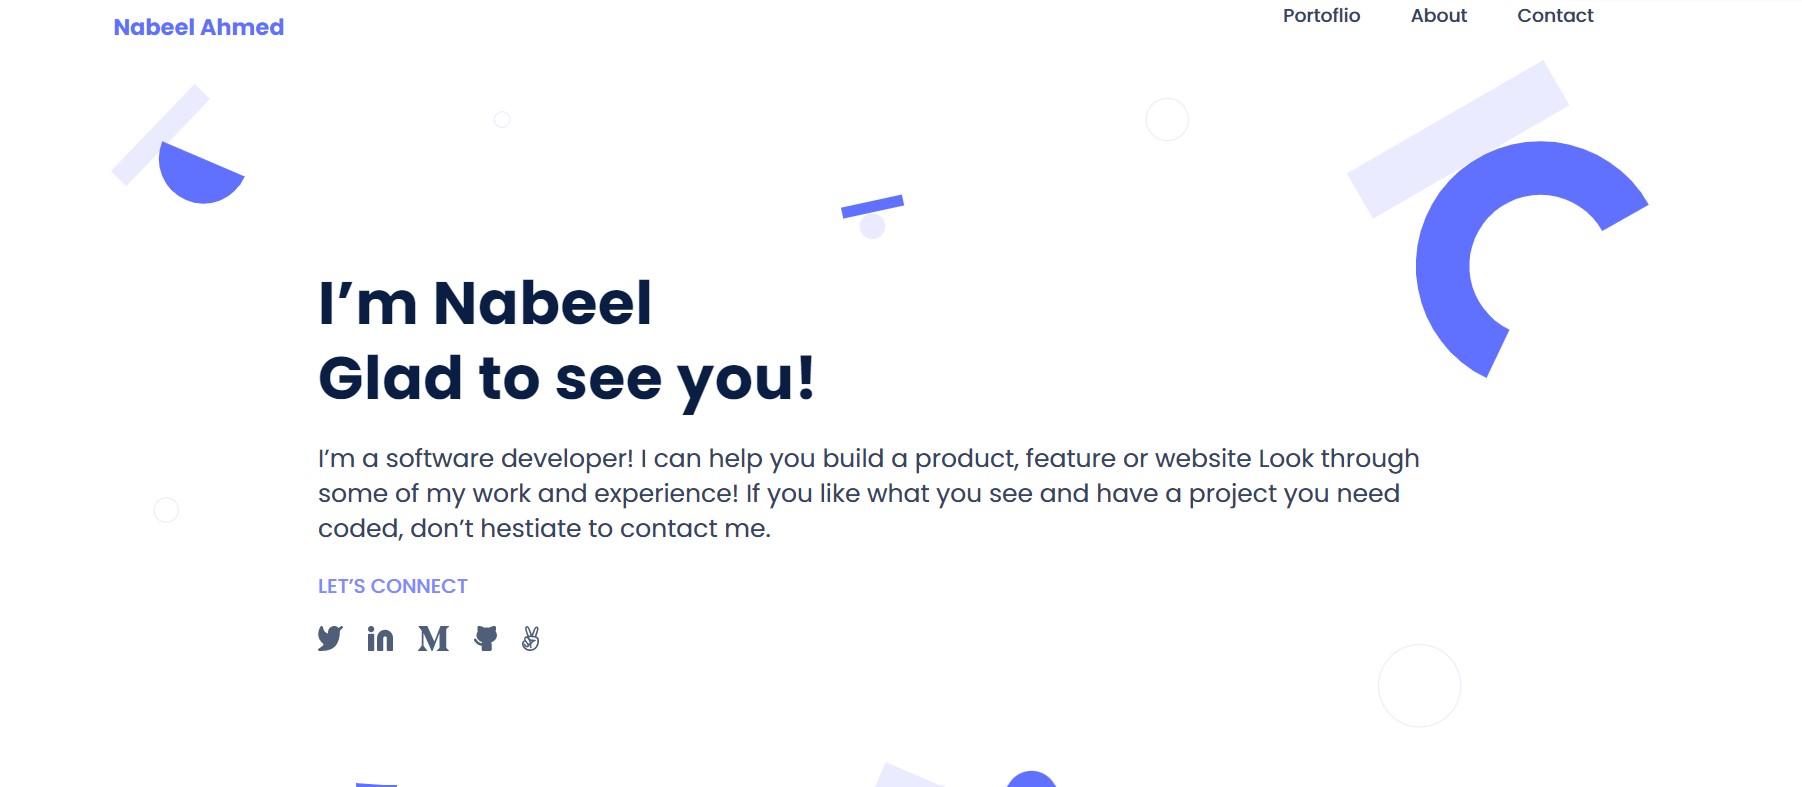 Nabeel Ahmed
Portoflio About Contact
I’m Nabeel
Glad to see you!
I’m a software developer! I can help you build a product, feature or website Look through
some of my work and experience! If you like what you see and have a project you need
coded, don’t hestiate to contact me.
LET’S CONNECT